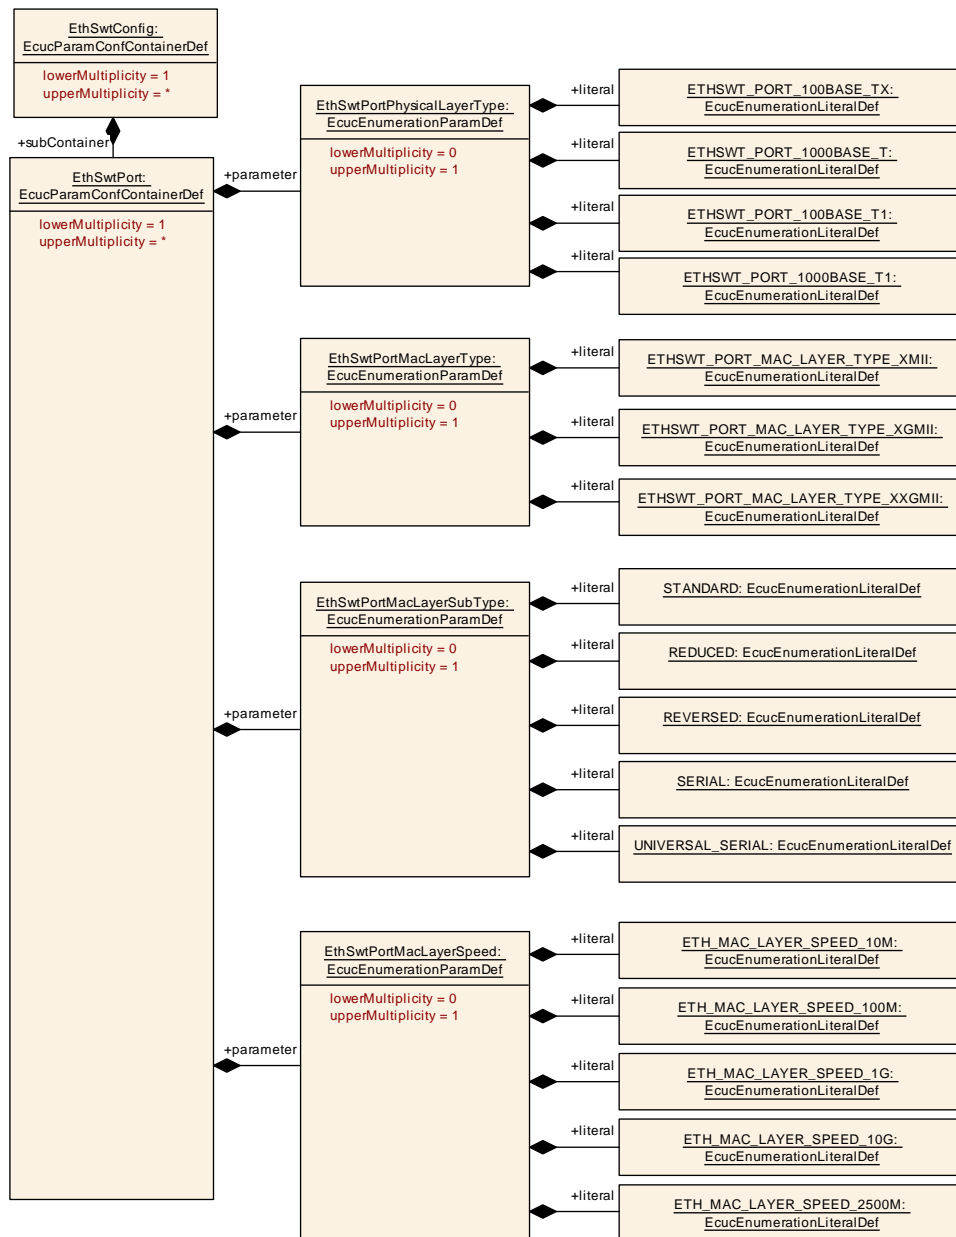 EthSwtConfig:
EcucParamConfContainerDef
lowerMultiplicity = 1
upperMultiplicity = *
+subContainer
EthSwtPort:
EcucParamConfContainerDef
lowerMultiplicity = 1
upperMultiplicity = *
+parameter
EthSwtPortPhysicalLayerType:
EcucEnumerationParamDef
lowerMultiplicity = 0
upperMultiplicity = 1
+literal
ETHSWT_PORT_100BASE_TX:
EcucEnumerationLiteralDef
+literal
ETHSWT_PORT_1000BASE_T:
EcucEnumerationLiteralDef
+literal
ETHSWT_PORT_100BASE_T1:
EcucEnumerationLiteralDef
+literal
ETHSWT_PORT_1000BASE_T1:
EcucEnumerationLiteralDef
+parameter
EthSwtPortMacLayerType:
EcucEnumerationParamDef
lowerMultiplicity = 0
upperMultiplicity = 1
+literal
ETHSWT_PORT_MAC_LAYER_TYPE_XMII:
EcucEnumerationLiteralDef
+literal
ETHSWT_PORT_MAC_LAYER_TYPE_XGMII:
EcucEnumerationLiteralDef
+literal
ETHSWT_PORT_MAC_LAYER_TYPE_XXGMII:
EcucEnumerationLiteralDef
+parameter
EthSwtPortMacLayerSubType:
EcucEnumerationParamDef
lowerMultiplicity = 0
upperMultiplicity = 1
+literal
STANDARD: EcucEnumerationLiteralDef
+literal
REDUCED: EcucEnumerationLiteralDef
+literal
REVERSED: EcucEnumerationLiteralDef
+literal
SERIAL: EcucEnumerationLiteralDef
+literal
UNIVERSAL_SERIAL: EcucEnumerationLiteralDef
+parameter
EthSwtPortMacLayerSpeed:
EcucEnumerationParamDef
lowerMultiplicity = 0
upperMultiplicity = 1
+literal
ETH_MAC_LAYER_SPEED_10M:
EcucEnumerationLiteralDef
+literal
ETH_MAC_LAYER_SPEED_100M:
EcucEnumerationLiteralDef
+literal
ETH_MAC_LAYER_SPEED_1G:
EcucEnumerationLiteralDef
+literal
ETH_MAC_LAYER_SPEED_10G:
EcucEnumerationLiteralDef
+literal
ETH_MAC_LAYER_SPEED_2500M:
EcucEnumerationLiteralDef